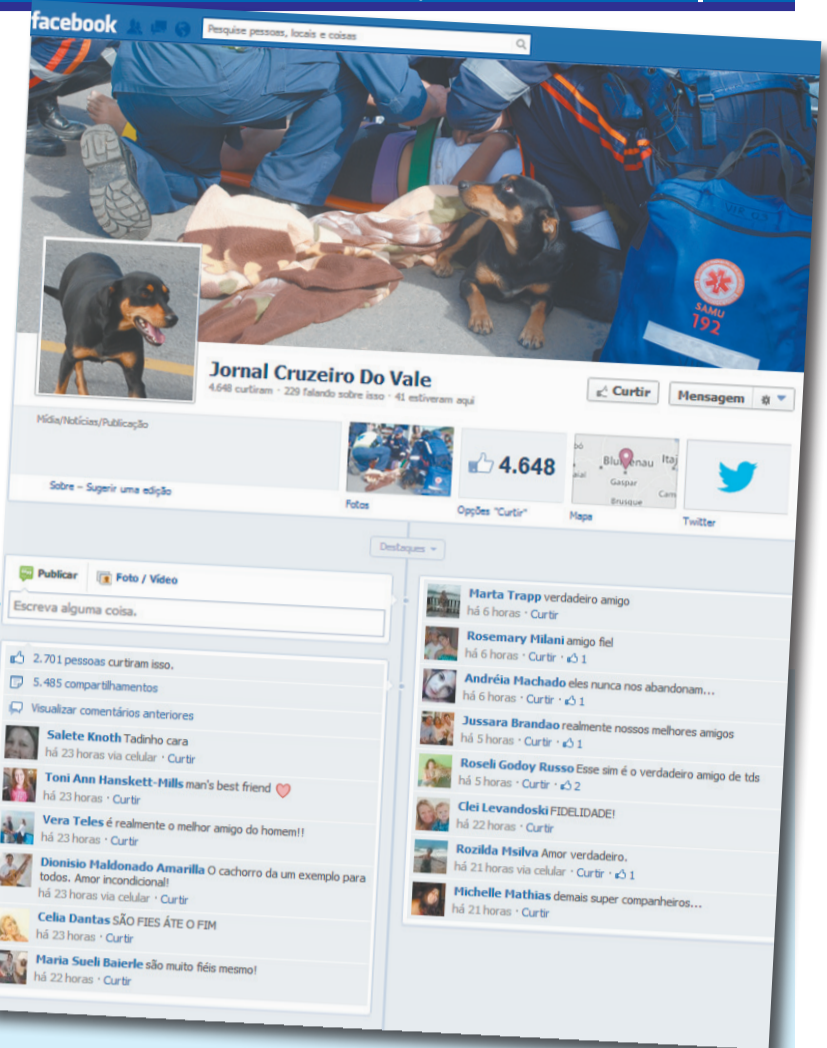 facebook
Pesquise pessoas, locais e coisas
SAMU
192
Jornal Cruzeiro Do Vale
4.648 curtiram · 229 falando sobre isso · 41 estiveram aqui
Curtir
Mensagem
Mídia/Notícias/Publicação
Sobre – Sugerir uma edição
4.648
Blumenau
Itaj
Gaspar
Brusque
Cam
Fotos
Opções "Curtir"
Mapa
Twitter
Destaques
Publicar
Foto / Vídeo
Escreva alguma coisa.
2.701 pessoas curtiram isso.
5.485 compartilhamentos
Visualizar comentários anteriores
Salete Knoth Tadinho cara
há 23 horas via celular · Curtir
Toni Ann Hanskett-Mills man's best friend
há 23 horas · Curtir
Vera Teles é realmente o melhor amigo do homem!!
há 23 horas · Curtir
Dionisio Maldonado Amarilla O cachorro da um exemplo para
todos. Amor incondicional!
há 23 horas via celular · Curtir
Celia Dantas SÃO FIES ÁTE O FIM
há 23 horas · Curtir
Maria Sueli Baierle são muito fiéis mesmo!
há 22 horas · Curtir
Marta Trapp verdadeiro amigo
há 6 horas · Curtir
Rosemary Milani amigo fiel
há 6 horas · Curtir · 1
Andréia Machado eles nunca nos abandonam...
há 6 horas · Curtir · 1
Jussara Brandao realmente nossos melhores amigos
há 5 horas · Curtir · 1
Roseli Godoy Russo Esse sim é o verdadeiro amigo de tds
há 5 horas · Curtir · 2
Clei Levandoski FIDELIDADE!
há 22 horas · Curtir
Rozilda Msilva Amor verdadeiro.
há 21 horas via celular · Curtir · 1
Michelle Mathias demais super companheiros...
há 21 horas · Curtir